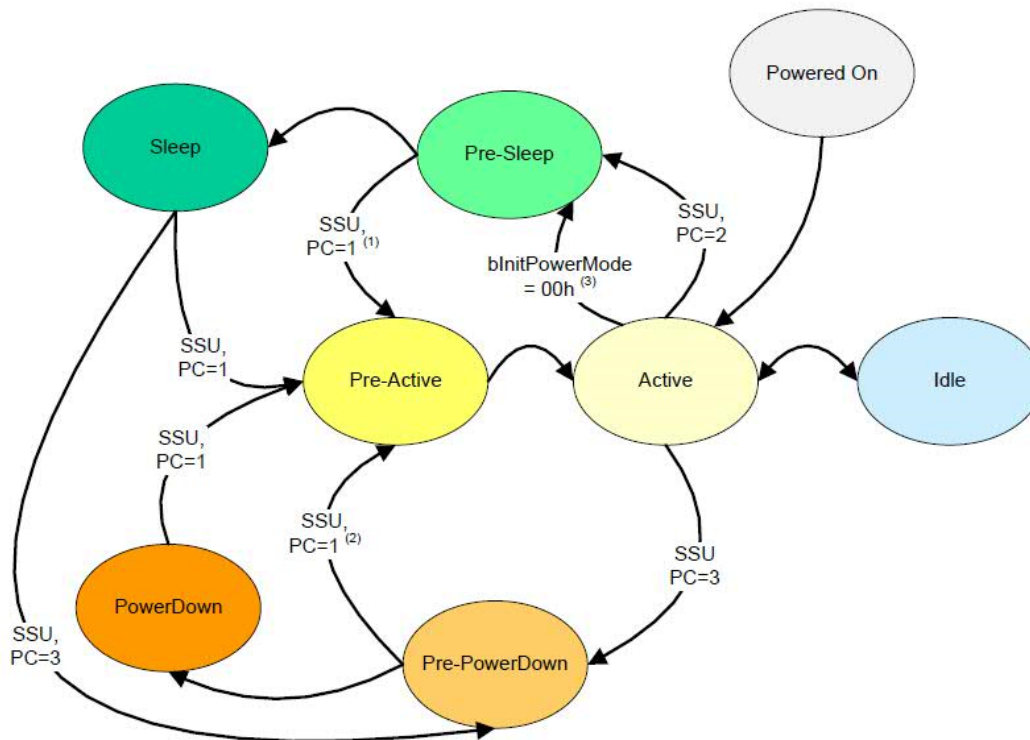 Powered On
Sleep
Pre-Sleep
SSU,
PC=1 (1)
SSU,
PC=2
bInitPowerMode
= 00h (3)
SSU,
PC=1
Pre-Active
Active
Idle
SSU,
PC=1
SSU,
PC=1 (2)
SSU
PC=3
PowerDown
SSU,
PC=3
Pre-PowerDown